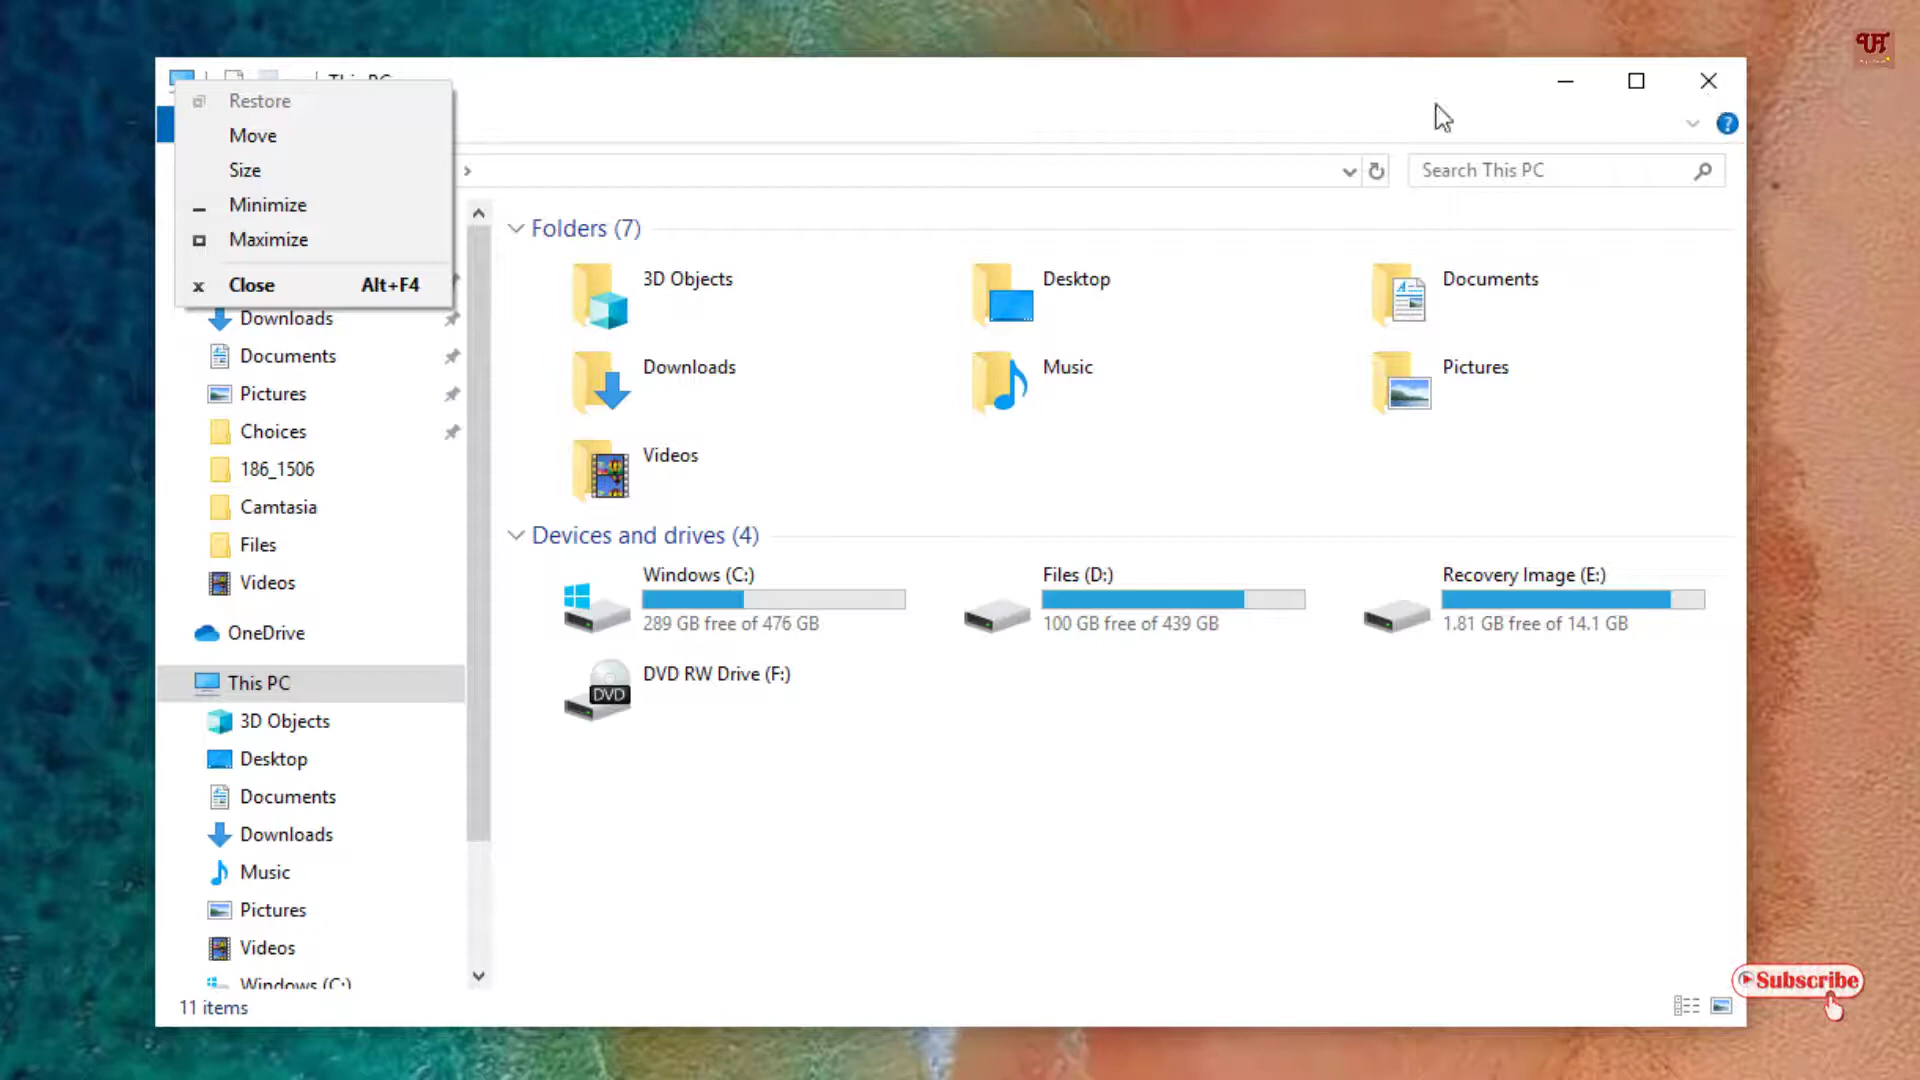 This PC
Restore
Move
Size
Minimize
Maximize
x Close Alt+F4
Search This PC
?
Downloads
Documents
Pictures
Choices
186_1506
Camtasia
Files
Videos
OneDrive
This PC
3D Objects
Desktop
Documents
Downloads
Music
Pictures
Videos
Windows (C:)
11 items
Folders (7)
3D Objects
Desktop
Documents
Downloads
Music
Pictures
Videos
Devices and drives (4)
Windows (C:)
289 GB free of 476 GB
Files (D:)
100 GB free of 439 GB
Recovery Image (E:)
1.81 GB free of 14.1 GB
DVD
DVD RW Drive (F:)
Subscribe